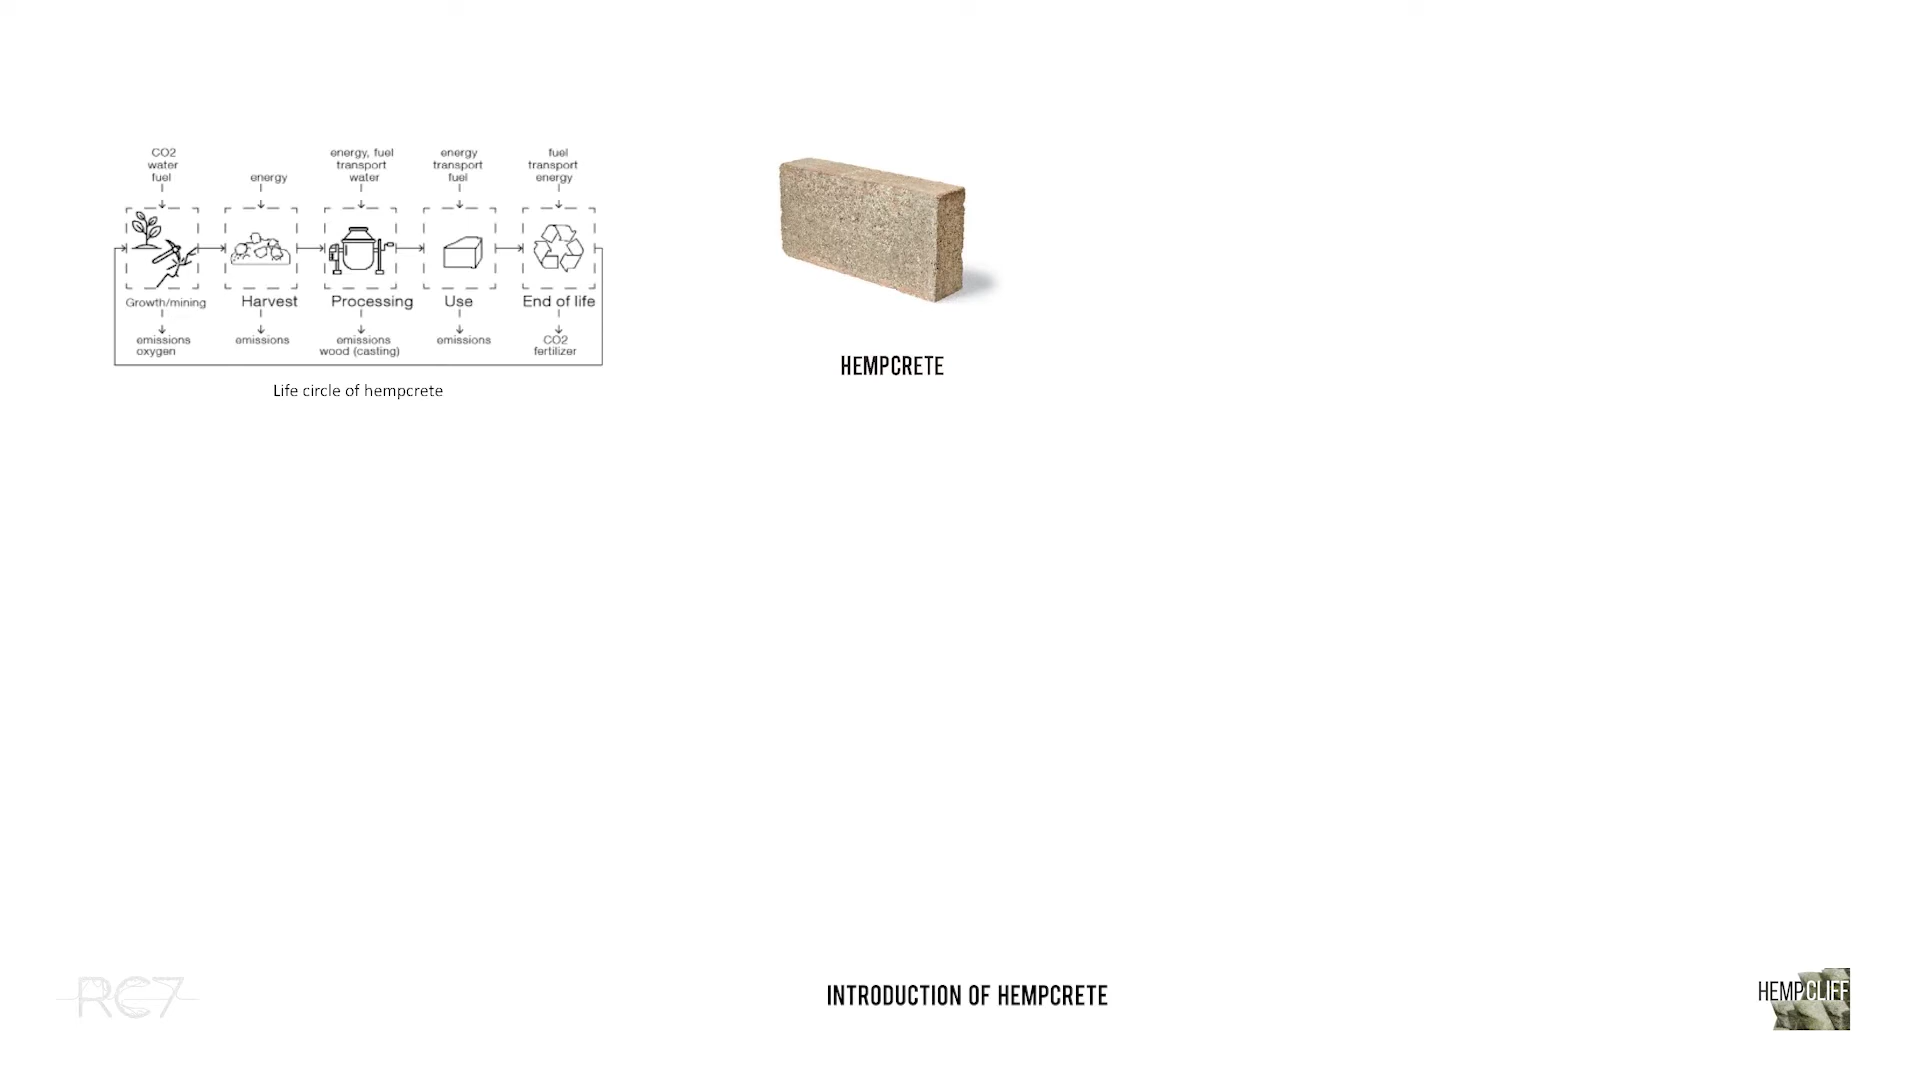 CO2
water
fuel
energy
energy, fuel
transport
water
energy
transport
fuel
fuel
transport
energy
Growth/mining
Harvest
Processing
Use
End of life
emissions
oxygen
emissions
emissions
wood (casting)
emissions
CO2
fertilizer
Life circle of hempcrete
HEMPCRETE
RC7
INTRODUCTION OF HEMPCRETE
HEMPCLIFF